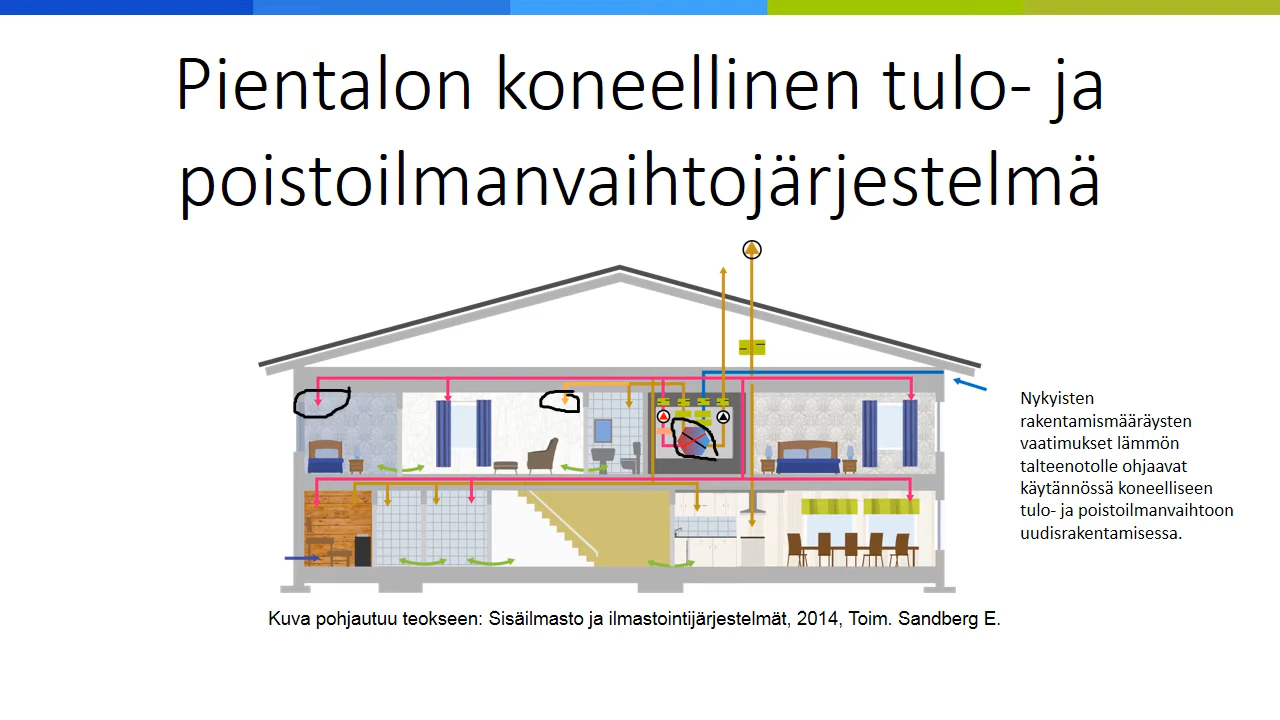 Pientalon koneellinen tulo- ja
poistoilmanvaihtojärjestelmä
Nykyisten
rakentamismääräysten
vaatimukset lämmön
talteenotolle ohjaavat
käytännössä koneelliseen
tulo- ja poistoilmanvaihtoon
uudisrakentamisessa.
Kuva pohjautuu teokseen: Sisäilmasto ja ilmastointijärjestelmät, 2014, Toim. Sandberg E.